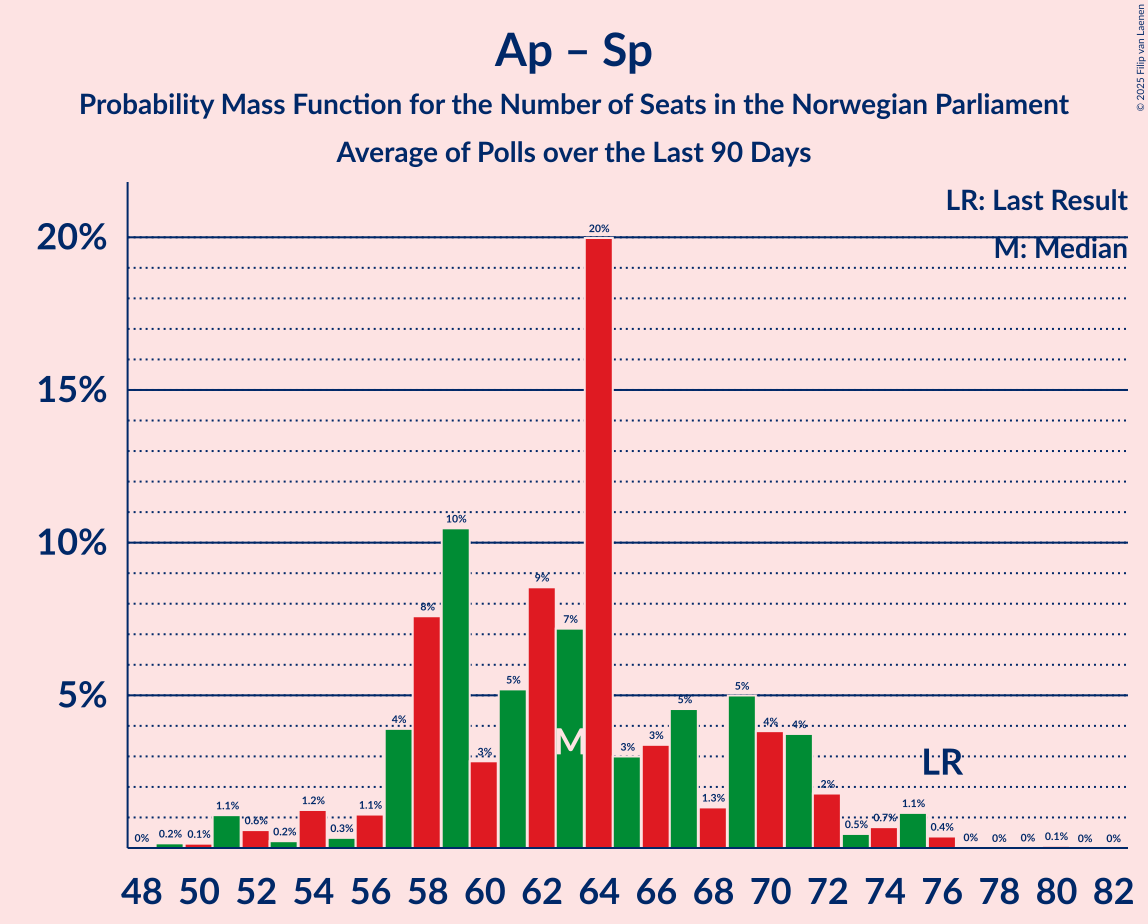 Ap – Sp
Probability Mass Function for the Number of Seats in the Norwegian Parliament
Average of Polls over the Last 90 Days
© 2025 Filip van Laenen
LR: Last Result
M: Median
20%
15%
10%
5%
0% 0.2% 0.1% 1.1% 0.6% 0.2% 1.2% 0.3% 1.1% 4% 8% 10% 3% 5% 9% 7% 20% 3% 3% 5% 1.3% 5% 4% 4% 2% 0.5% 0.7% 1.1% 0.4% 0% 0% 0% 0.1% 0% 0%
M
LR
48 50 52 54 56 58 60 62 64 66 68 70 72 74 76 78 80 82